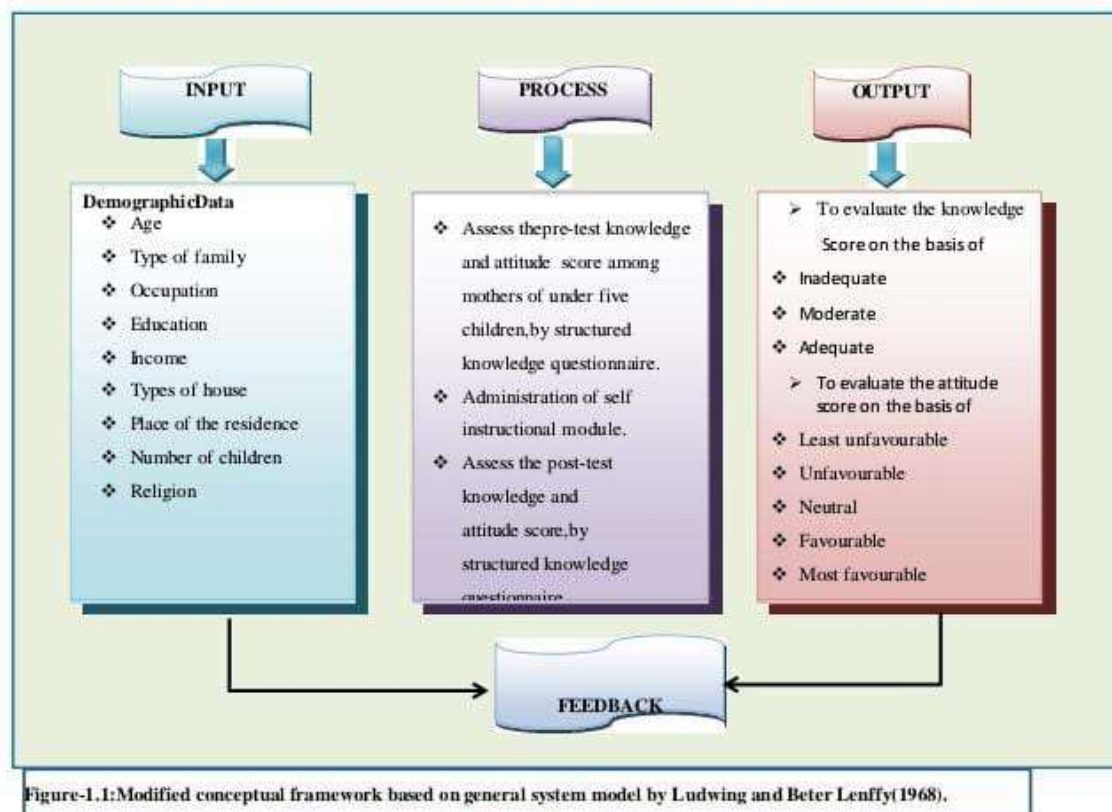 INPUT
PROCESS
OUTPUT
DemographicData
❖ Age
❖ Type of family
❖ Occupation
❖ Education
❖ Income
❖ Types of house
❖ Place of the residence
❖ Number of children
❖ Religion
❖ Assess thepre-test knowledge
and attitude score among
mothers of under five
children,by structured
knowledge questionnaire.
❖ Administration of self
instructional module.
❖ Assess the post-test
knowledge and
attitude score,by
structured knowledge
questionnaire
➢ To evaluate the knowledge
Score on the basis of
❖ Inadequate
❖ Moderate
❖ Adequate
➢ To evaluate the attitude
score on the basis of
❖ Least unfavourable
❖ Unfavourable
❖ Neutral
❖ Favourable
❖ Most favourable
FEEDBACK
Figure-1.1:Modified conceptual framework based on general system model by Ludwing and Beter Lenffy(1968).